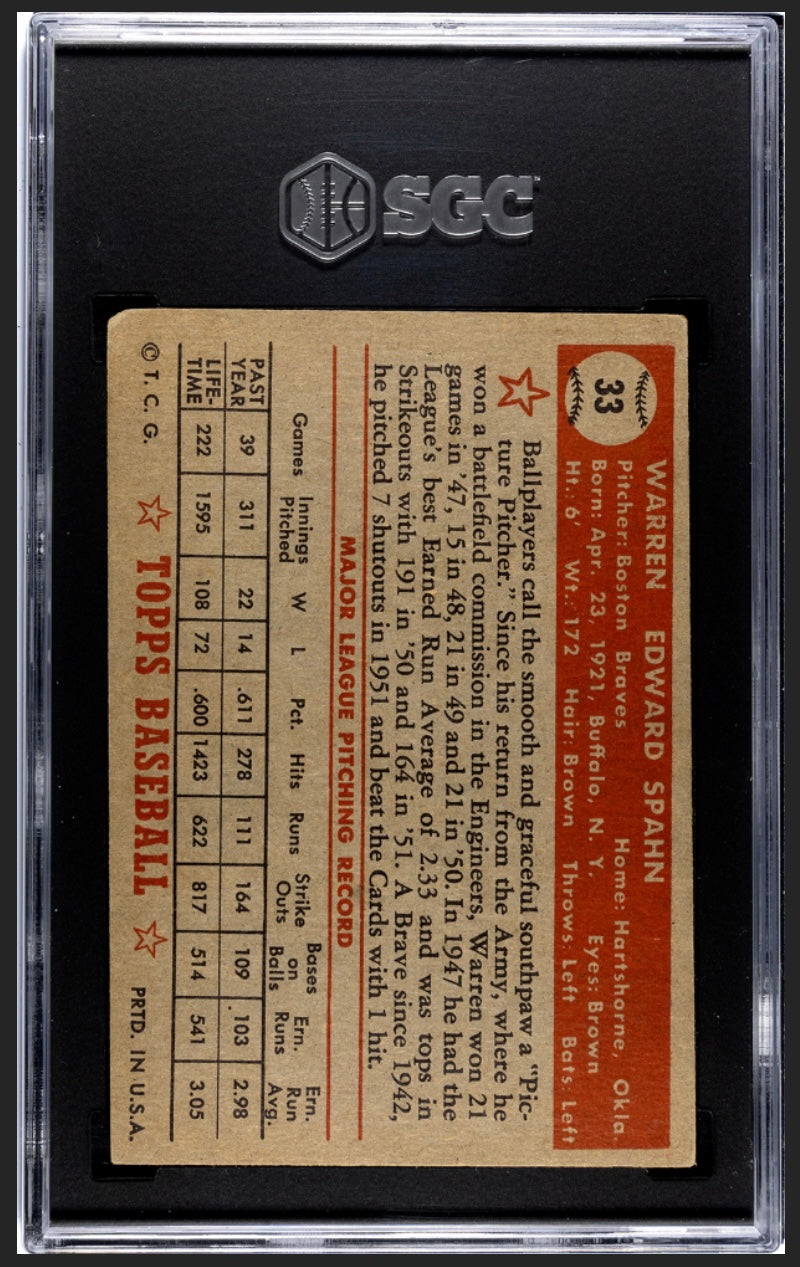 SGC
33
WARREN EDWARD SPAHN
Pitcher: Boston Braves Home: Hartshorne, Okla.
Born: Apr. 23, 1921, Buffalo, N. Y. Eyes: Brown
Ht.: 6' Wt.: 172 Hair: Brown Throws: Left Bats: Left
Ballplayers call the smooth and graceful southpaw a "Pic-
ture Pitcher." Since his return from the Army, where he
won a battlefield commission in the Engineers, Warren won 21
games in '47, 15 in 48, 21 in 49 and 21 in '50. In 1947 he had the
League's best Earned Run Average of 2.33 and was tops in
Strikeouts with 191 in '50 and 164 in '51. A Brave since 1942,
he pitched 7 shutouts in 1951 and beat the Cards with 1 hit.
MAJOR LEAGUE PITCHING RECORD
Games Innings Pitched W L Pct. Hits Runs Strike Outs Bases on Balls Ern. Runs Ern. Run Avg.
PAST YEAR 39 311 22 14 .611 278 111 164 109 103 2.98
LIFE-TIME 222 1595 108 72 .600 1423 622 817 514 541 3.05
© T. C. G. TOPPS BASEBALL PRTD. IN U.S.A.